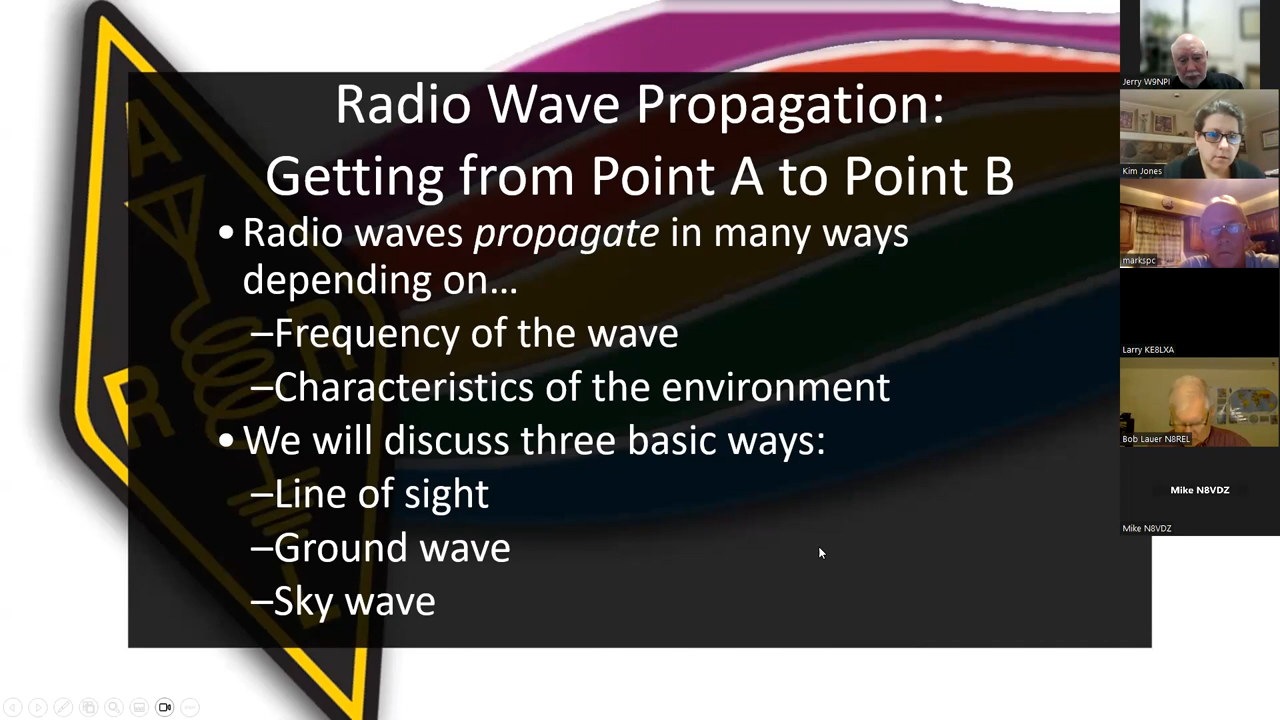 Radio Wave Propagation:
Getting from Point A to Point B
•Radio waves propagate in many ways
depending on...
–Frequency of the wave
–Characteristics of the environment
•We will discuss three basic ways:
–Line of sight
–Ground wave
–Sky wave
A
R
R
L
Jerry W9NPI
Kim Jones
markspc
Larry KE8LXA
Bob Lauer N8REL
Mike N8VDZ
Mike N8VDZ